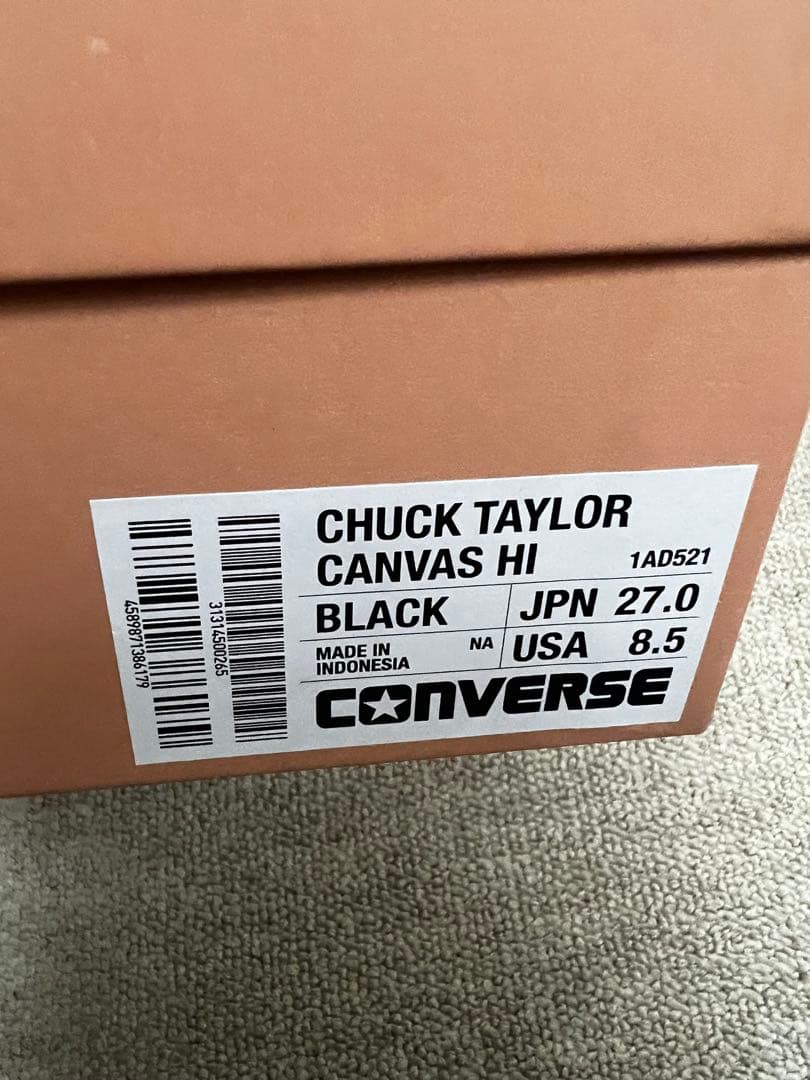 CHUCK TAYLOR
CANVAS HI 1AD521
BLACK JPN 27.0
MADE IN INDONESIA NA USA 8.5
CONVERSE
4589871386179
31314500265